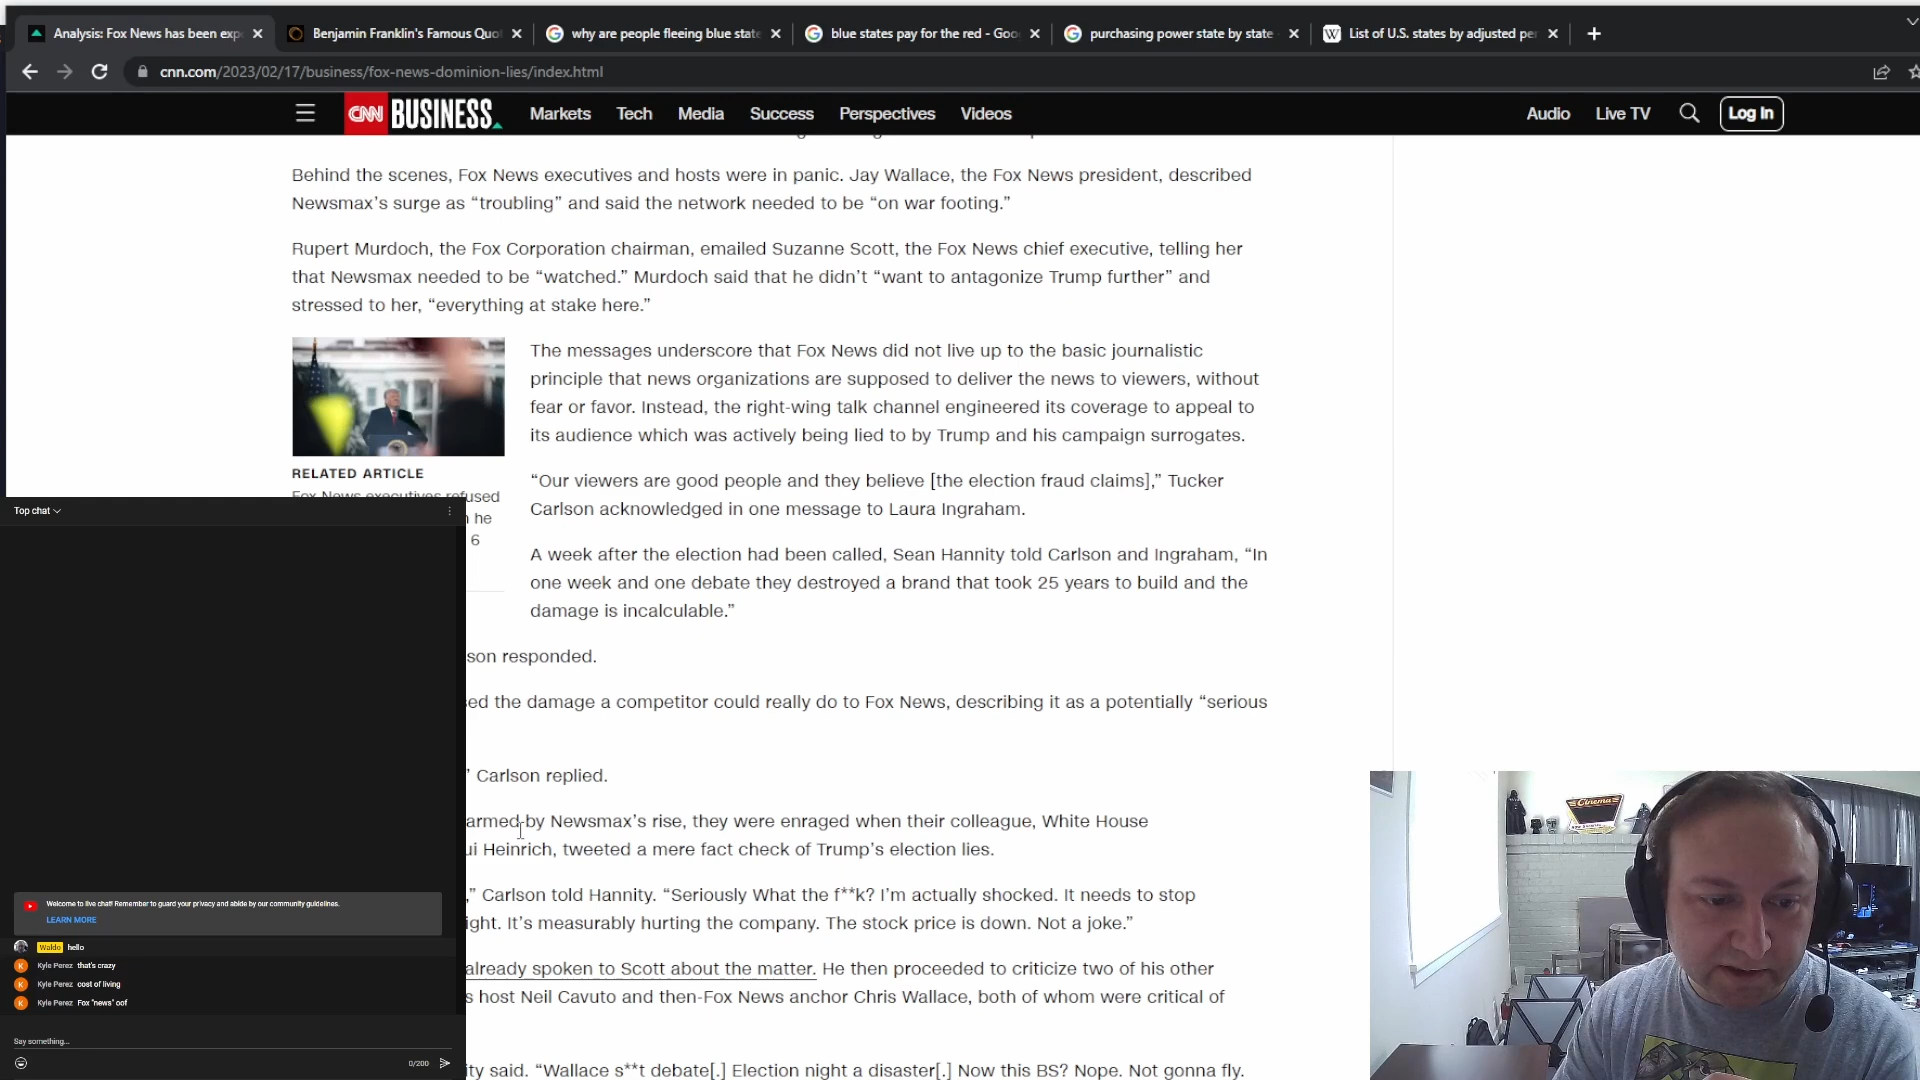 Analysis: Fox News has been exp
Benjamin Franklin's Famous Quo
why are people fleeing blue state
blue states pay for the red - Goo
purchasing power state by state
List of U.S. states by adjusted pe
cnn.com/2023/02/17/business/fox-news-dominion-lies/index.html
CNN BUSINESS
Markets Tech Media Success Perspectives Videos
Audio Live TV Log In
Behind the scenes, Fox News executives and hosts were in panic. Jay Wallace, the Fox News president, described
Newsmax's surge as “troubling” and said the network needed to be “on war footing.”
Rupert Murdoch, the Fox Corporation chairman, emailed Suzanne Scott, the Fox News chief executive, telling her
that Newsmax needed to be “watched.” Murdoch said that he didn't “want to antagonize Trump further” and
stressed to her, “everything at stake here.”
RELATED ARTICLE
Fox News executives refused
he
6
The messages underscore that Fox News did not live up to the basic journalistic
principle that news organizations are supposed to deliver the news to viewers, without
fear or favor. Instead, the right-wing talk channel engineered its coverage to appeal to
its audience which was actively being lied to by Trump and his campaign surrogates.
“Our viewers are good people and they believe [the election fraud claims],” Tucker
Carlson acknowledged in one message to Laura Ingraham.
A week after the election had been called, Sean Hannity told Carlson and Ingraham, “In
one week and one debate they destroyed a brand that took 25 years to build and the
damage is incalculable.”
son responded.
ed the damage a competitor could really do to Fox News, describing it as a potentially “serious
” Carlson replied.
armed by Newsmax's rise, they were enraged when their colleague, White House
ui Heinrich, tweeted a mere fact check of Trump's election lies.
,” Carlson told Hannity. “Seriously What the f**k? I'm actually shocked. It needs to stop
ight. It's measurably hurting the company. The stock price is down. Not a joke.”
already spoken to Scott about the matter. He then proceeded to criticize two of his other
s host Neil Cavuto and then-Fox News anchor Chris Wallace, both of whom were critical of
ity said. “Wallace s**t debate[.] Election night a disaster[.] Now this BS? Nope. Not gonna fly.
Top chat
Welcome to live chat! Remember to guard your privacy and abide by our community guidelines.
LEARN MORE
Waldo hello
Kyle Perez that's crazy
Kyle Perez cost of living
Kyle Perez Fox "news" oof
Say something...
0/200
Cinema